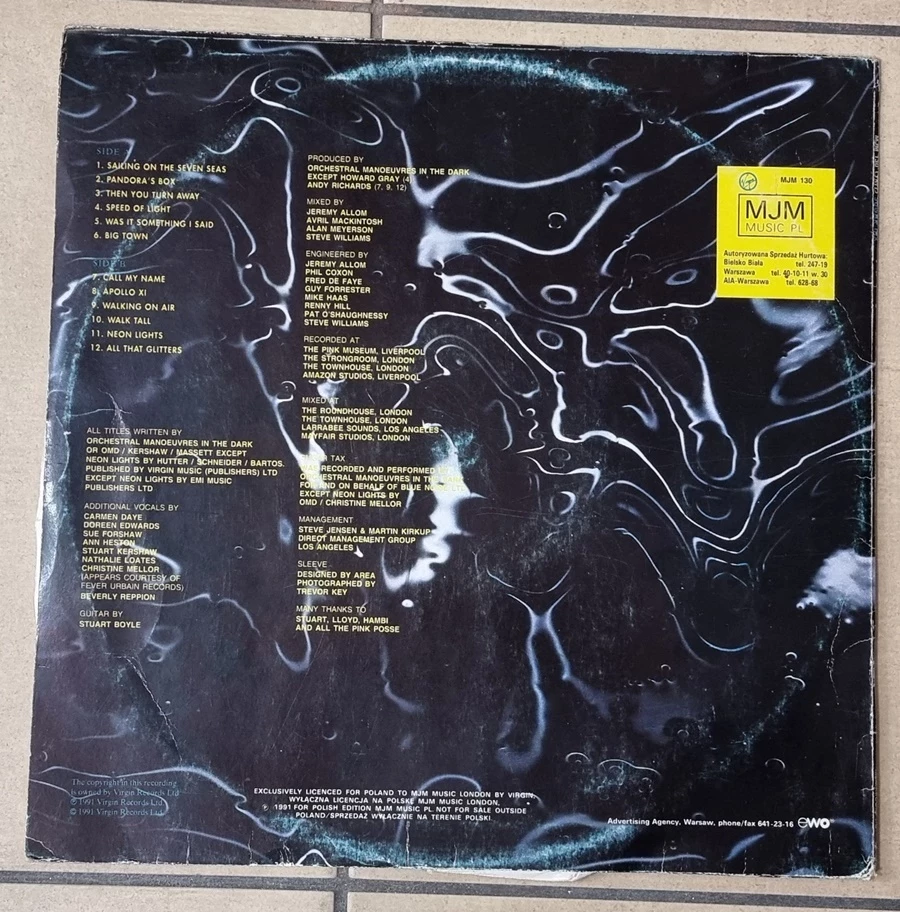 SIDE
1. SAILING ON THE SEVEN SEAS
2. PANDORA'S BOX
3. THEN YOU TURN AWAY
4. SPEED OF LIGHT
5. WAS IT SOMETHING I SAID
6. BIG TOWN
SIDE B
7. CALL MY NAME
8. APOLLO XI
9. WALKING ON AIR
10. WALK TALL
11. NEON LIGHTS
12. ALL THAT GLITTERS
ALL TITLES WRITTEN BY
ORCHESTRAL MANOEUVRES IN THE DARK
OR OMD / KERSHAW / MASSETT EXCEPT
NEON LIGHTS BY HUTTER / SCHNEIDER / BARTOS.
PUBLISHED BY VIRGIN MUSIC (PUBLISHERS) LTD
EXCEPT NEON LIGHTS BY EMI MUSIC
PUBLISHERS LTD
ADDITIONAL VOCALS BY
CARMEN DAYE
DOREEN EDWARDS
SUE FORSHAW
ANN HESTON
STUART KERSHAW
NATHALIE LOATES
CHRISTINE MELLOR
(APPEARS COURTESY OF
FEVER URBAIN RECORDS)
BEVERLY REPPION
GUITAR BY
STUART BOYLE
The copyright in this recording
is owned by Virgin Records Ltd
℗ 1991 Virgin Records Ltd
© 1991 Virgin Records Ltd
PRODUCED BY
ORCHESTRAL MANOEUVRES IN THE DARK
EXCEPT HOWARD GRAY (4)
ANDY RICHARDS (7, 9, 12)
MIXED BY
JEREMY ALLOM
AVRIL MACKINTOSH
ALAN MEYERSON
STEVE WILLIAMS
ENGINEERED BY
JEREMY ALLOM
PHIL COXON
FRED DE FAYE
GUY FORRESTER
MIKE HAAS
RENNY HILL
PAT O'SHAUGHNESSY
STEVE WILLIAMS
RECORDED AT
THE PINK MUSEUM, LIVERPOOL
THE STRONGROOM, LONDON
THE TOWNHOUSE, LONDON
AMAZON STUDIOS, LIVERPOOL
MIXED AT
THE ROUNDHOUSE, LONDON
THE TOWNHOUSE, LONDON
LARRABEE SOUNDS, LOS ANGELES
MAYFAIR STUDIOS, LONDON
TAX
RECORDED AND PERFORMED
ORCHESTRAL MANOEUVRES IN THE
FOR AND ON BEHALF OF BLUE
EXCEPT NEON LIGHTS BY
OMD / CHRISTINE MELLOR
MANAGEMENT
STEVE JENSEN & MARTIN KIRKUP
DIRECT MANAGEMENT GROUP
LOS ANGELES
SLEEVE
DESIGNED BY AREA
PHOTOGRAPHED BY
TREVOR KEY
MANY THANKS TO
STUART, LLOYD, HAMBI
AND ALL THE PINK POSSE
Virgin
MJM 130
MJM
MUSIC PL
Autoryzowana Sprzedaż Hurtowa:
Bielsko Biała tel. 247-19
Warszawa tel. 40-10-11 w. 30
AIA-Warszawa tel. 628-68
EXCLUSIVELY LICENCED FOR POLAND TO MJM MUSIC LONDON BY VIRGIN.
WYŁĄCZNA LICENCJA NA POLSKĘ MJM MUSIC LONDON.
℗ 1991 FOR POLISH EDITION MJM MUSIC PL NOT FOR SALE OUTSIDE
POLAND/SPRZEDAŻ WYŁĄCZNIE NA TERENIE POLSKI.
Advertising Agency, Warsaw. phone/fax 641-23-16 ewo